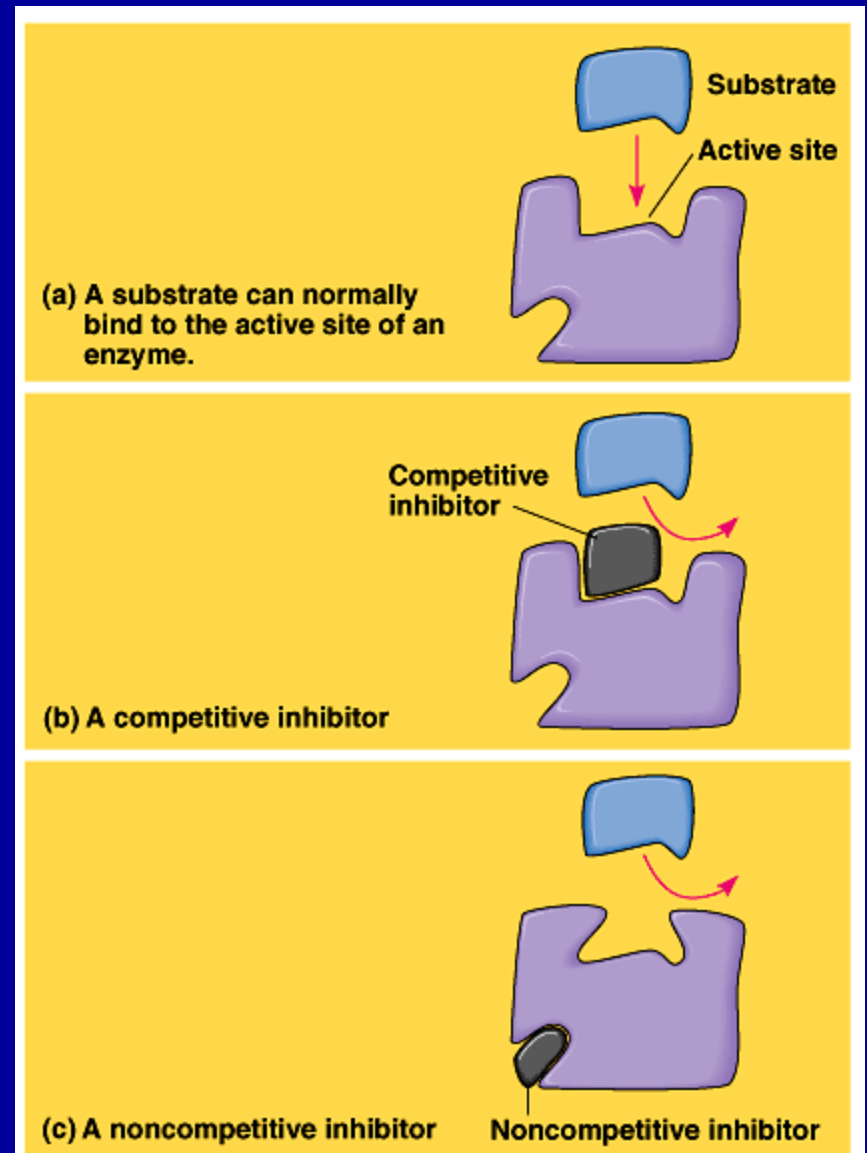 Substrate
Active site
(a) A substrate can normally
bind to the active site of an
enzyme.
Competitive
inhibitor
(b) A competitive inhibitor
(c) A noncompetitive inhibitor
Noncompetitive inhibitor